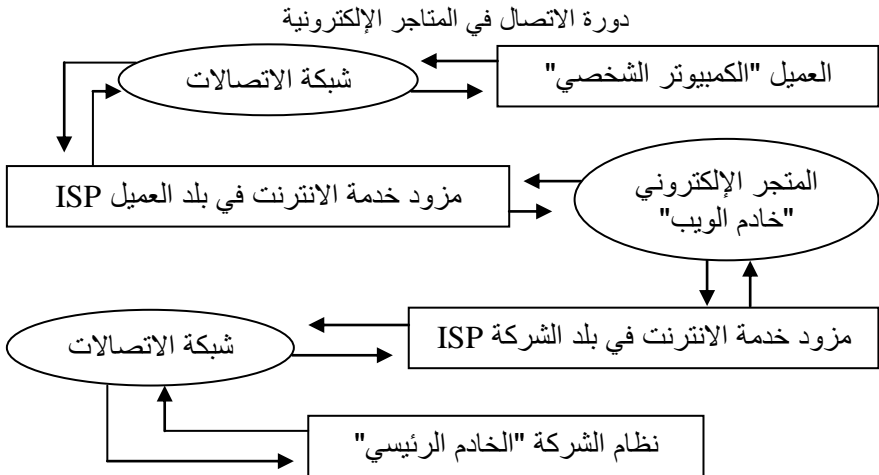 دورة الاتصال في المتاجر الإلكترونية
العميل "الكمبيوتر الشخصي"
شبكة الاتصالات
المتجر الإلكتروني
"خادم الويب"
مزود خدمة الانترنت في بلد العميل ISP
مزود خدمة الانترنت في بلد الشركة ISP
شبكة الاتصالات
نظام الشركة "الخادم الرئيسي"